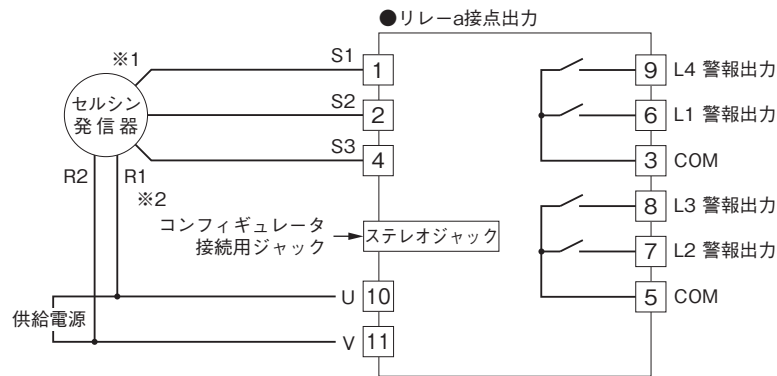 ●リレーa接点出力
※1
セルシン
発信器
S1
1
S2
2
S3
4
R2
R1
※2
コンフィギュレータ
接続用ジャック
ステレオジャック
供給電源
U
10
V
11
9
L4 警報出力
6
L1 警報出力
3
COM
8
L3 警報出力
7
L2 警報出力
5
COM